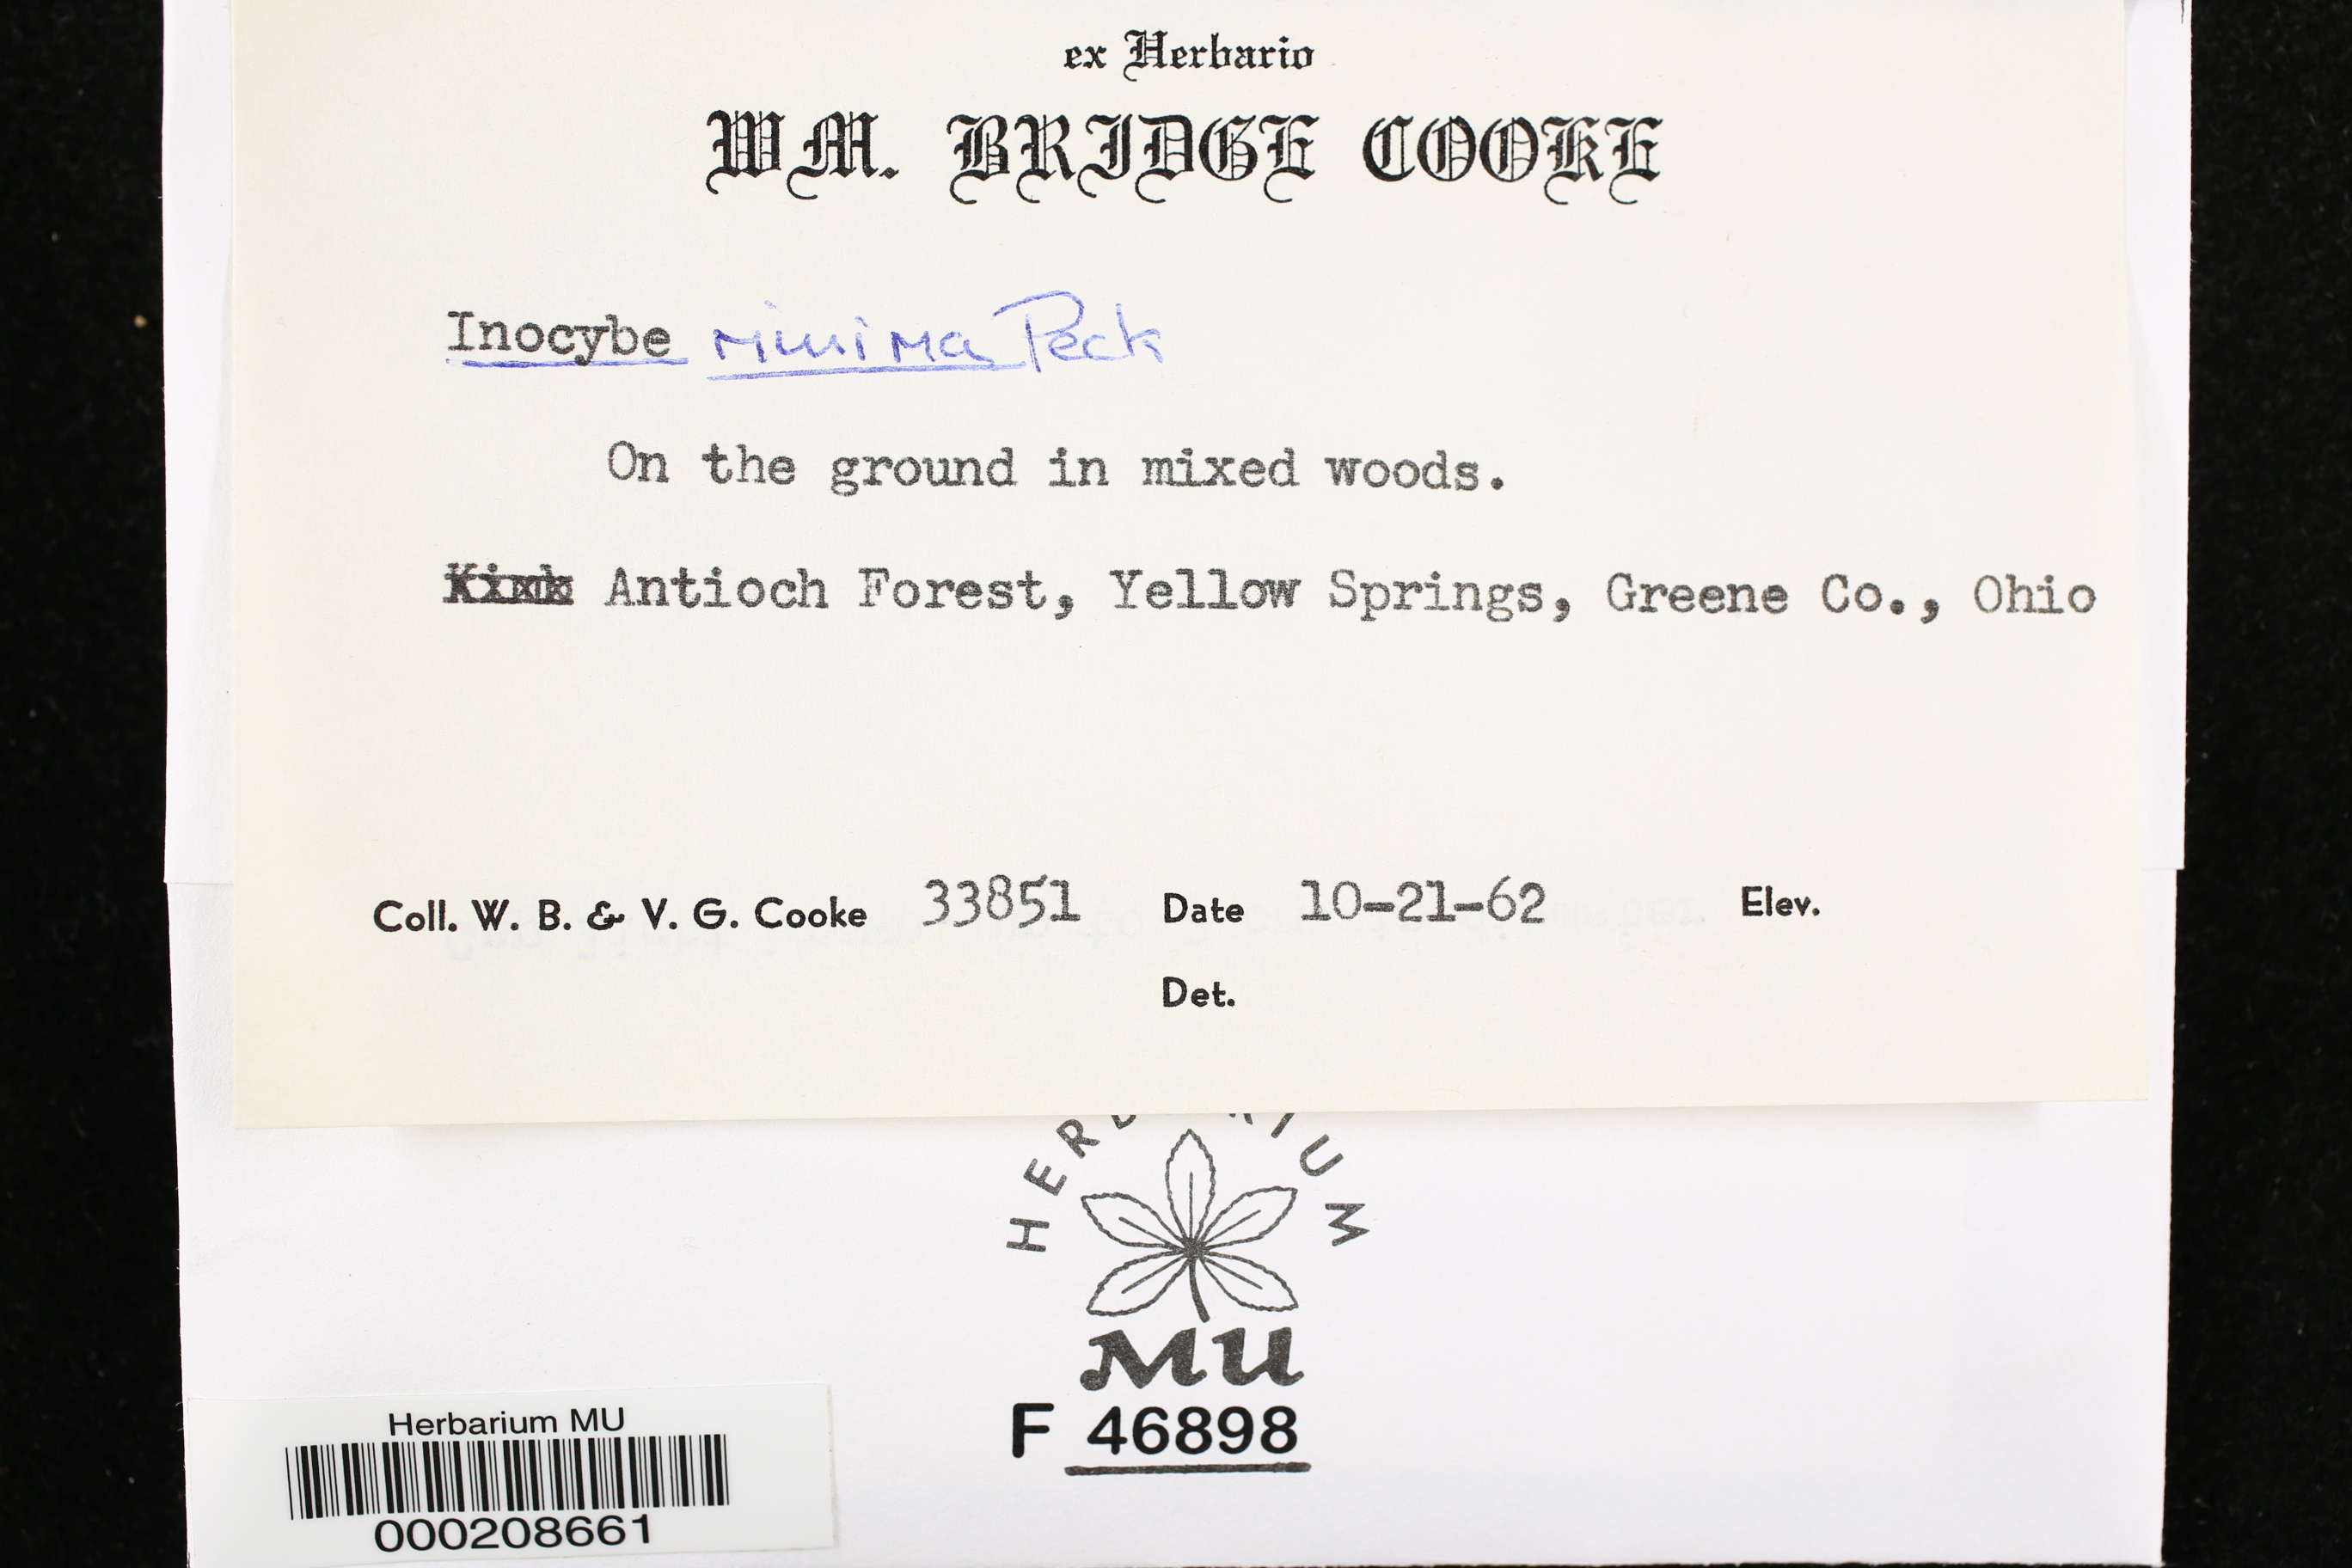 ex Herbario
WM. BRIDGE COOKE
Inocybe minima Peck
On the ground in mixed woods.
Antioch Forest, Yellow Springs, Greene Co., Ohio
Coll. W. B. & V. G. Cooke 33851 Date 10-21-62 Elev.
Det.
HERBARIUM
MU
F 46898
Herbarium MU
000208661